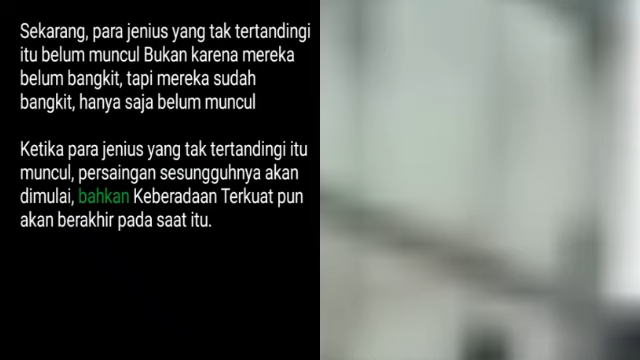 Sekarang, para jenius yang tak tertandingi
itu belum muncul Bukan karena mereka
belum bangkit, tapi mereka sudah
bangkit, hanya saja belum muncul
Ketika para jenius yang tak tertandingi itu
muncul, persaingan sesungguhnya akan
dimulai, bahkan Keberadaan Terkuat pun
akan berakhir pada saat itu.